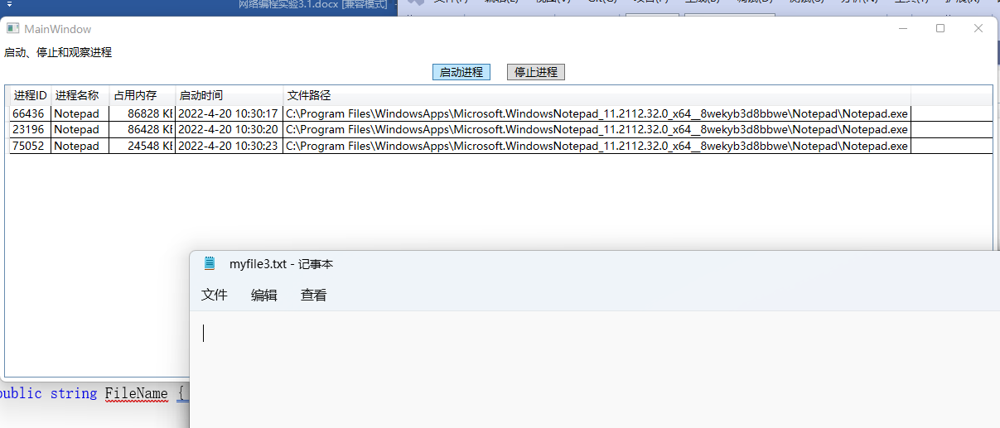 网络编程实验3.1.docx [兼容模式]
MainWindow
启动、停止和观察进程
启动进程 停止进程
进程ID 进程名称 占用内存 启动时间 文件路径
66436 Notepad 86828 KB 2022-4-20 10:30:17 C:\Program Files\WindowsApps\Microsoft.WindowsNotepad_11.2112.32.0_x64__8wekyb3d8bbwe\Notepad\Notepad.exe
23196 Notepad 86428 KB 2022-4-20 10:30:20 C:\Program Files\WindowsApps\Microsoft.WindowsNotepad_11.2112.32.0_x64__8wekyb3d8bbwe\Notepad\Notepad.exe
75052 Notepad 24548 KB 2022-4-20 10:30:23 C:\Program Files\WindowsApps\Microsoft.WindowsNotepad_11.2112.32.0_x64__8wekyb3d8bbwe\Notepad\Notepad.exe
myfile3.txt - 记事本
文件 编辑 查看
public string FileName {